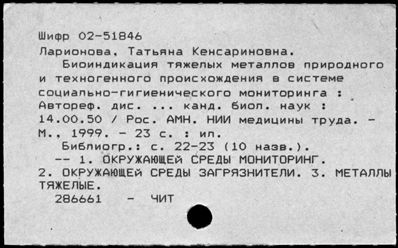 Шифр 02-51846
Ларионова, Татьяна Кенсариновна.
Биоиндикация тяжелых металлов природного
и техногенного происхождения в системе
социально-гигиенического мониторинга :
Автореф. дис. ... канд. биол. наук :
14.00.50 / Рос. АМН. НИИ медицины труда. -
М., 1999. - 23 с. : ил.
Библиогр.: с. 22-23 (10 назв.).
-- 1. ОКРУЖАЮЩЕЙ СРЕДЫ МОНИТОРИНГ.
2. ОКРУЖАЮЩЕЙ СРЕДЫ ЗАГРЯЗНИТЕЛИ. 3. МЕТАЛЛЫ
ТЯЖЕЛЫЕ.
286661 - ЧИТ